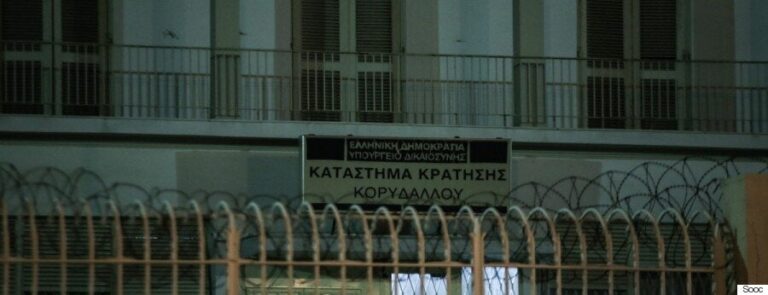 ΕΛΛΗΝΙΚΗ ΔΗΜΟΚΡΑΤΙΑ
ΥΠΟΥΡΓΕΙΟ ΔΙΚΑΙΟΣΥΝΗΣ
ΚΑΤΑΣΤΗΜΑ ΚΡΑΤΗΣΗΣ
ΚΟΡΥΔΑΛΛΟΥ
Sooc